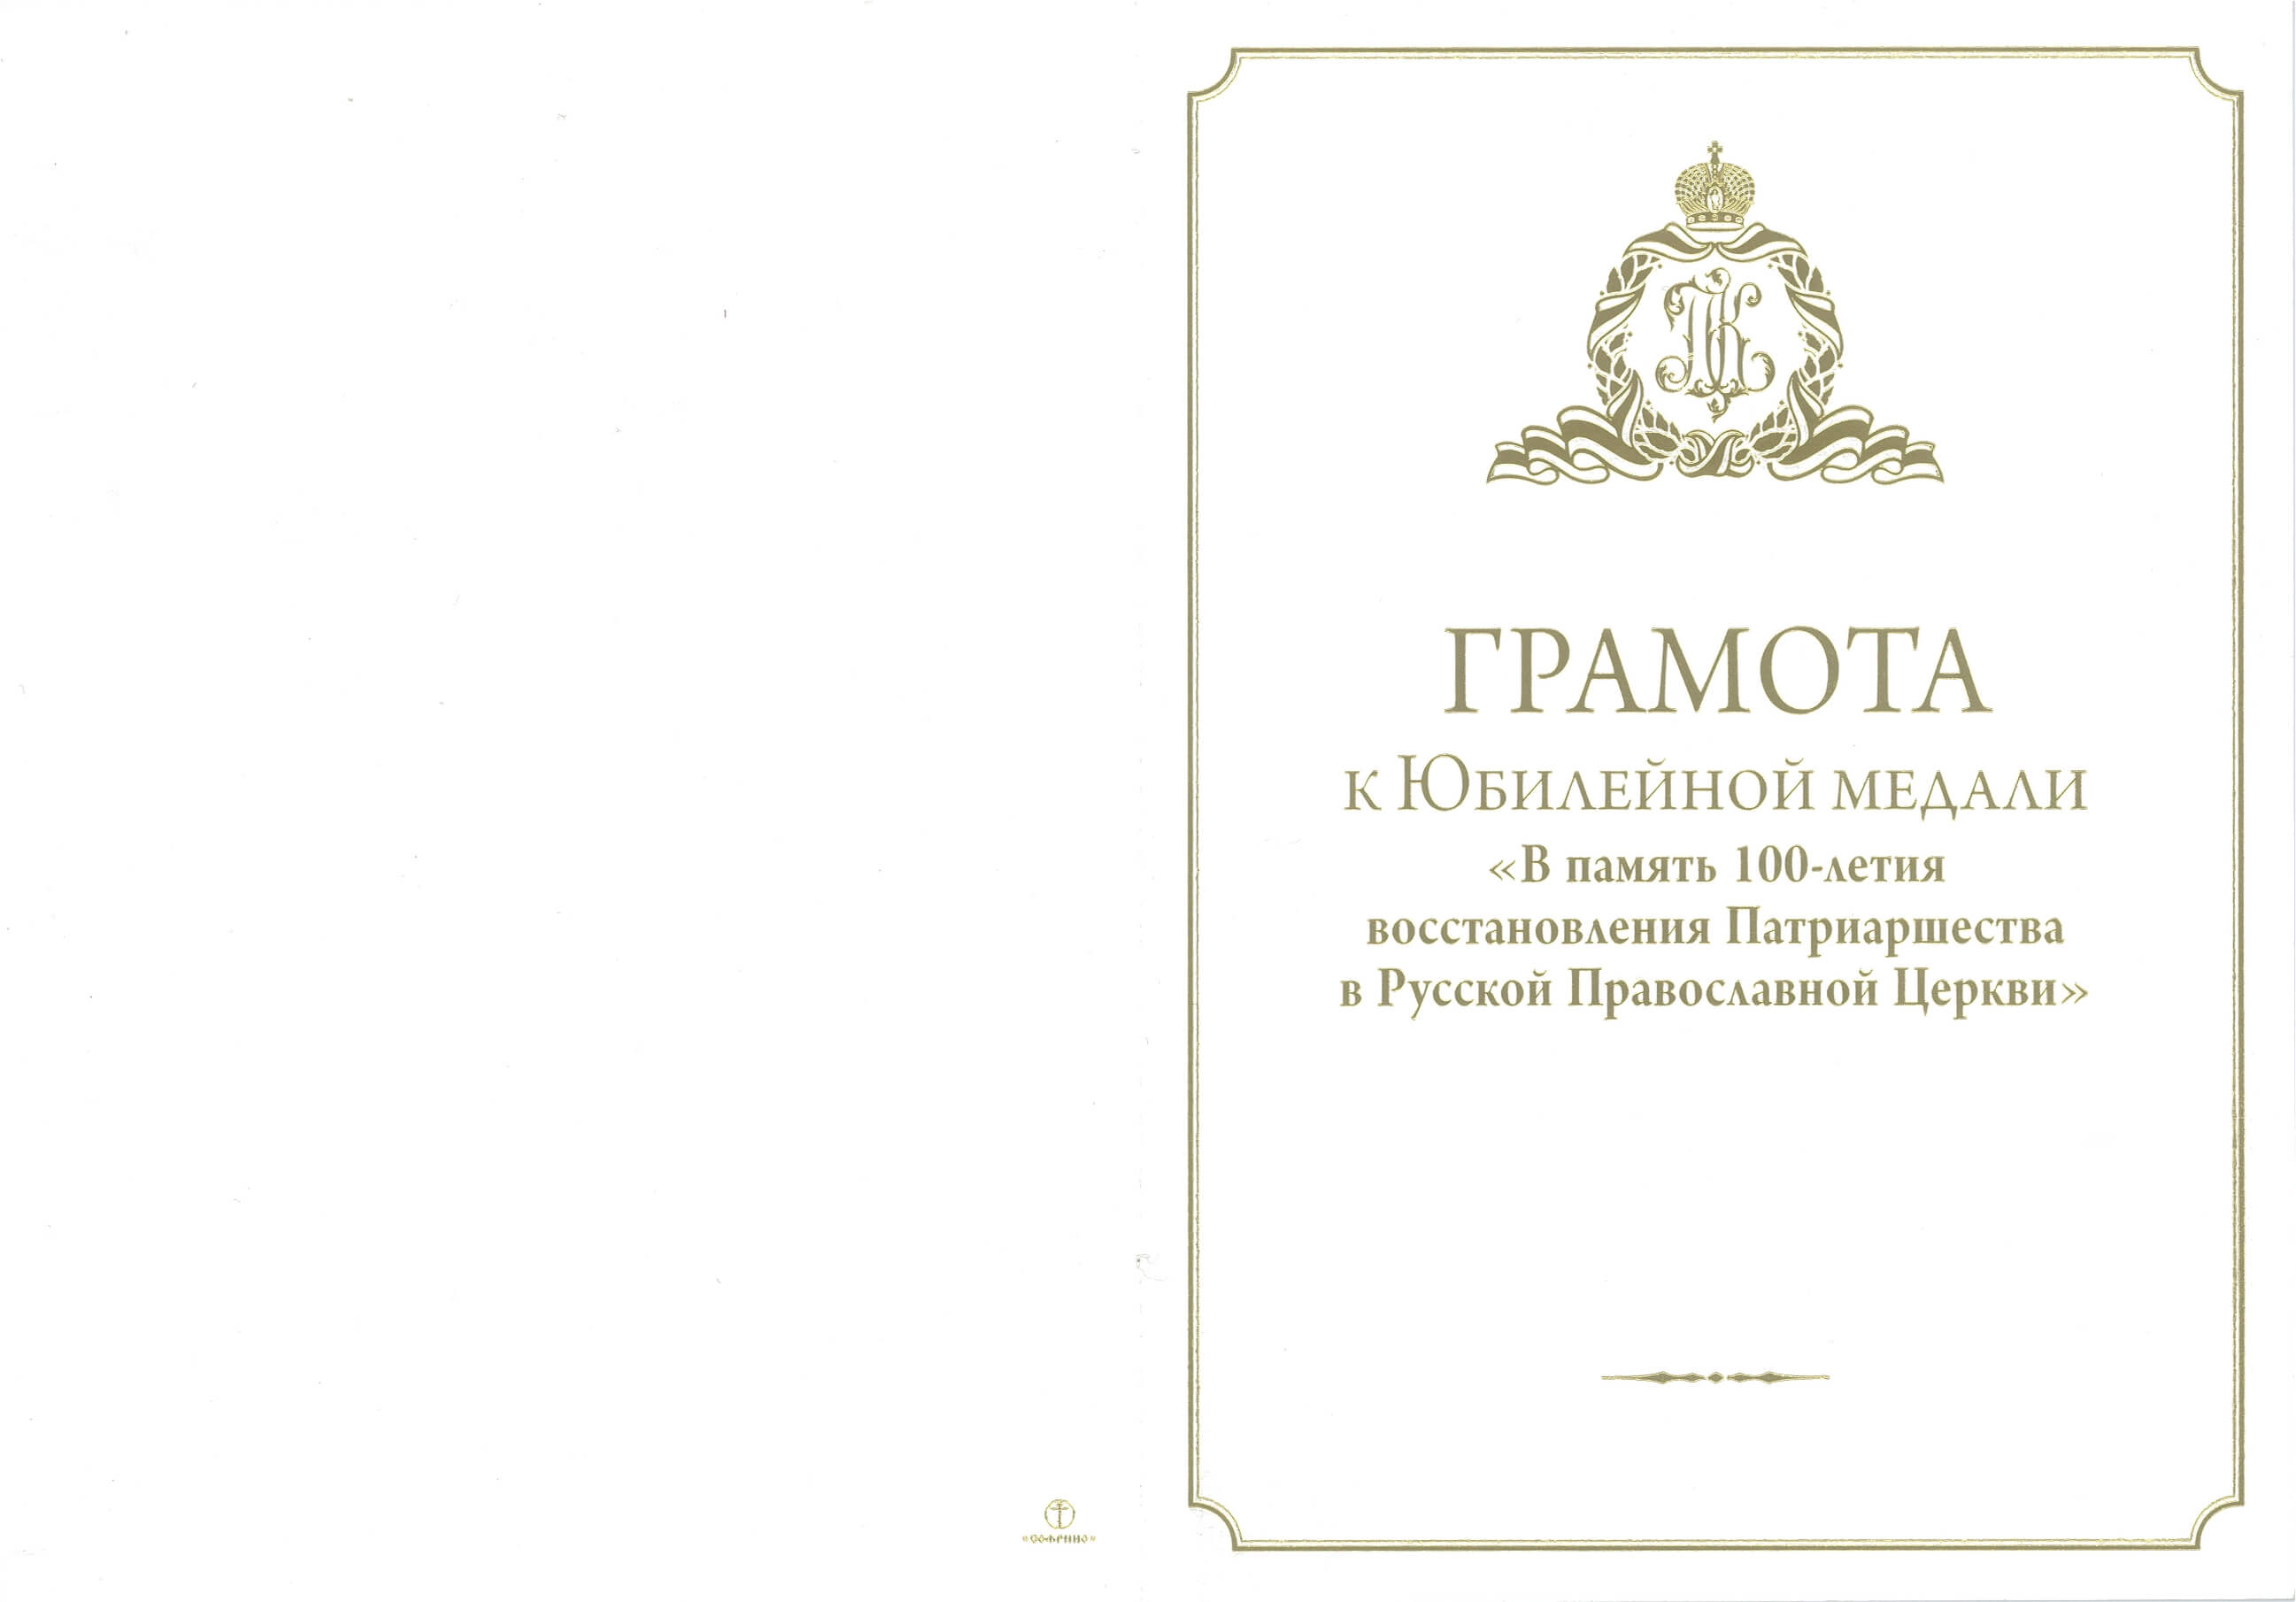 ГРАМОТА
к Юбилейной медали
«В память 100-летия
восстановления Патриаршества
в Русской Православной Церкви»
«СОФРИНО»